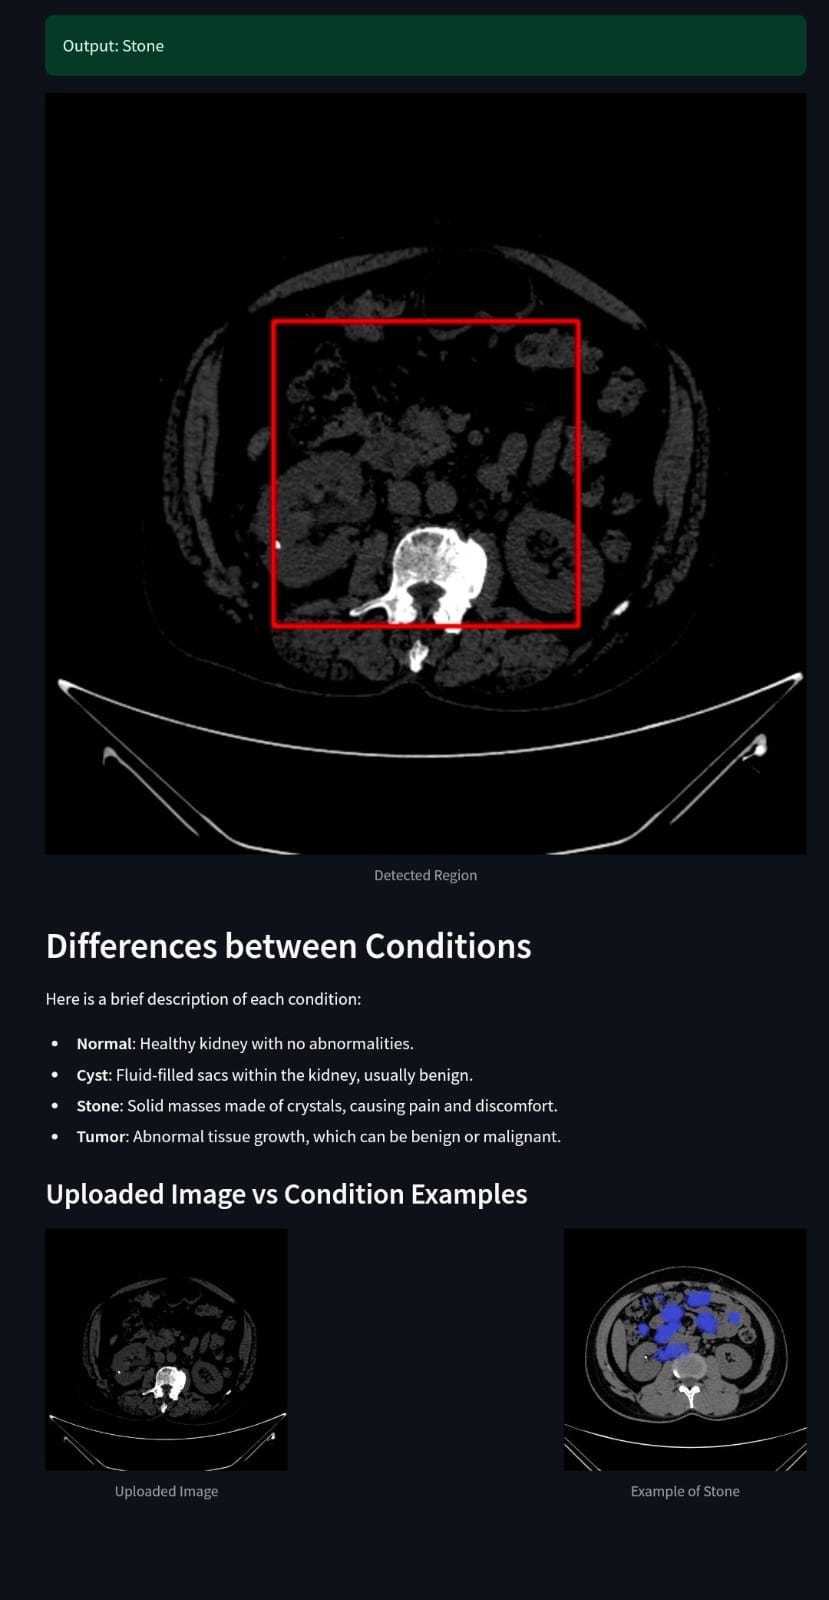 Output: Stone
Detected Region
Differences between Conditions
Here is a brief description of each condition:
• Normal: Healthy kidney with no abnormalities.
• Cyst: Fluid-filled sacs within the kidney, usually benign.
• Stone: Solid masses made of crystals, causing pain and discomfort.
• Tumor: Abnormal tissue growth, which can be benign or malignant.
Uploaded Image vs Condition Examples
Uploaded Image
Example of Stone